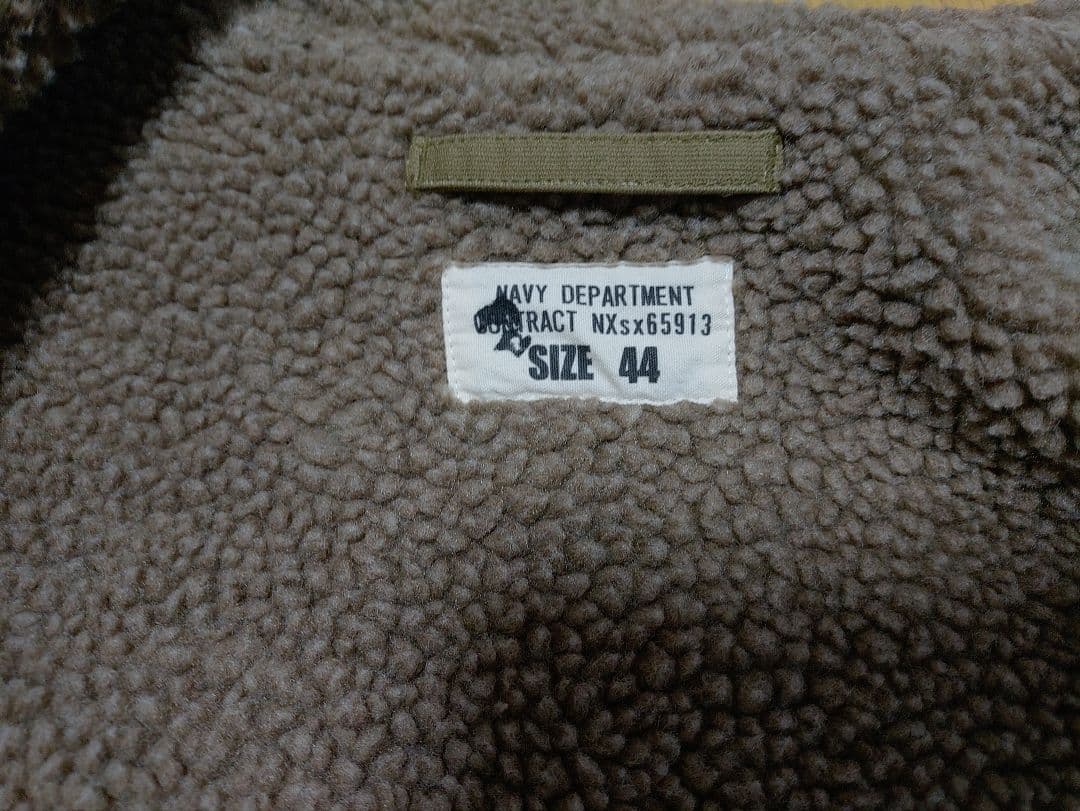 NAVY DEPARTMENT
CONTRACT NXsx65913
SIZE 44